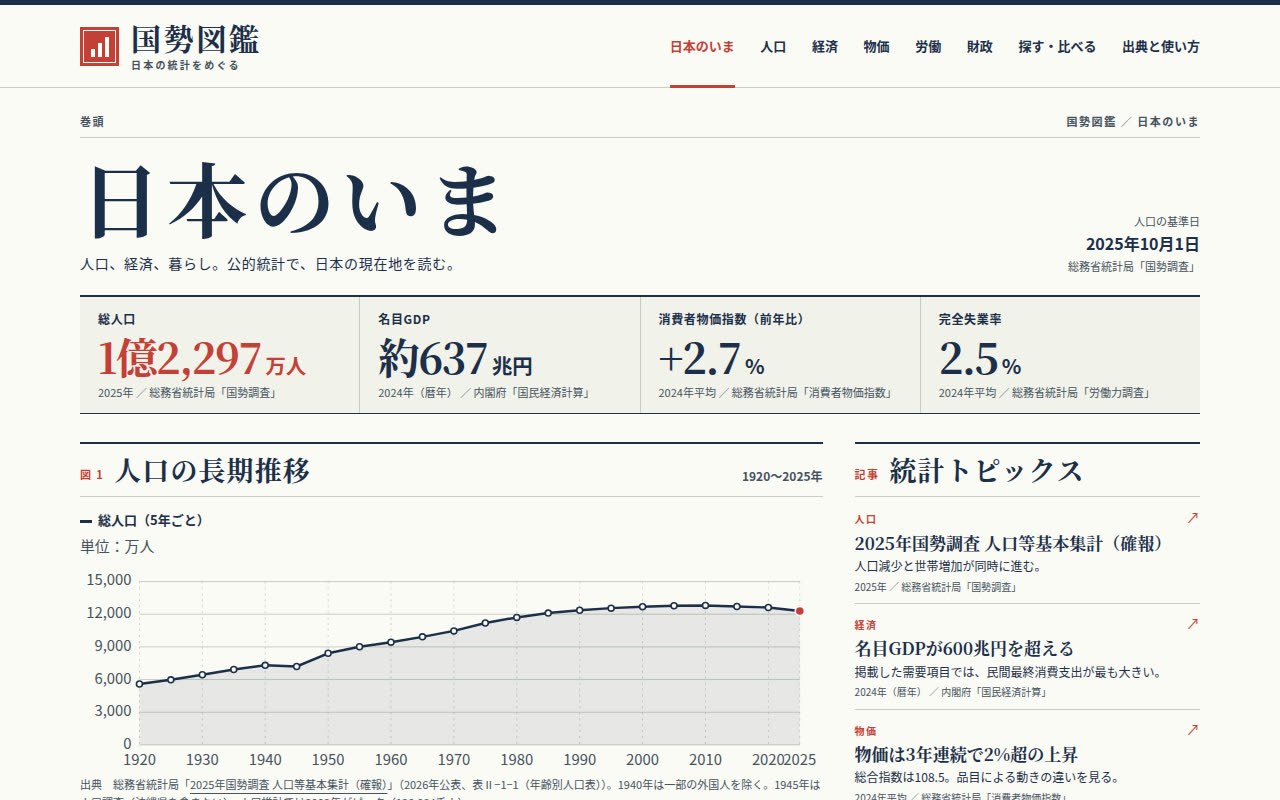 国勢図鑑
日本の統計をめぐる
日本のいま 人口 経済 物価 労働 財政 探す・比べる 出典と使い方
巻頭
国勢図鑑 ／ 日本のいま
日本のいま
人口、経済、暮らし。公的統計で、日本の現在地を読む。
人口の基準日
2025年10月1日
総務省統計局「国勢調査」
総人口
1億2,297万人
2025年 ／ 総務省統計局「国勢調査」
名目GDP
約637兆円
2024年（暦年） ／ 内閣府「国民経済計算」
消費者物価指数（前年比）
+2.7%
2024年平均 ／ 総務省統計局「消費者物価指数」
完全失業率
2.5%
2024年平均 ／ 総務省統計局「労働力調査」
図 1 人口の長期推移
1920〜2025年
総人口（5年ごと）
単位：万人
15,000
12,000
9,000
6,000
3,000
0
1920 1930 1940 1950 1960 1970 1980 1990 2000 2010 2020 2025
出典 総務省統計局「2025年国勢調査 人口等基本集計（確報）」（2026年公表、表Ⅱ−1−1（年齢別人口表））。1940年は一部の外国人を除く。1945年は
記事 統計トピックス
人口 ↗
2025年国勢調査 人口等基本集計（確報）
人口減少と世帯増加が同時に進む。
2025年 ／ 総務省統計局「国勢調査」
経済 ↗
名目GDPが600兆円を超える
掲載した需要項目では、民間最終消費支出が最も大きい。
2024年（暦年） ／ 内閣府「国民経済計算」
物価 ↗
物価は3年連続で2%超の上昇
総合指数は108.5。品目による動きの違いを見る。
2024年平均 ／ 総務省統計局「消費者物価指数」